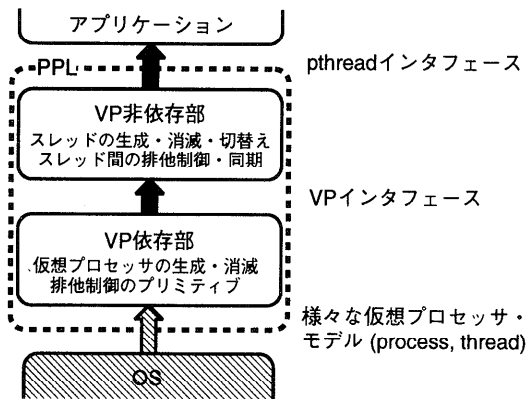 アプリケーション
pthreadインタフェース
PPL
VP非依存部
スレッドの生成・消滅・切替え
スレッド間の排他制御・同期
VPインタフェース
VP依存部
仮想プロセッサの生成・消滅
排他制御のプリミティブ
様々な仮想プロセッサ・
モデル (process, thread)
OS